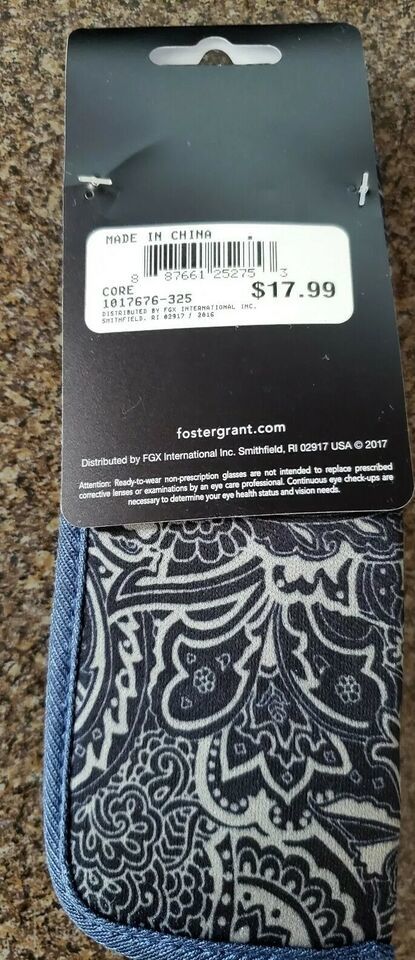 MADE IN CHINA
8 87661 25275 3
CORE
1017676-325
$17.99
DISTRIBUTED BY FGX INTERNATIONAL INC.
SMITHFIELD, RI 02917 / 2016
fostergrant.com
Distributed by FGX International Inc. Smithfield, RI 02917 USA © 2017
Attention: Ready-to-wear non-prescription glasses are not intended to replace prescribed
corrective lenses or examinations by an eye care professional. Continuous eye check-ups are
necessary to determine your eye health status and vision needs.